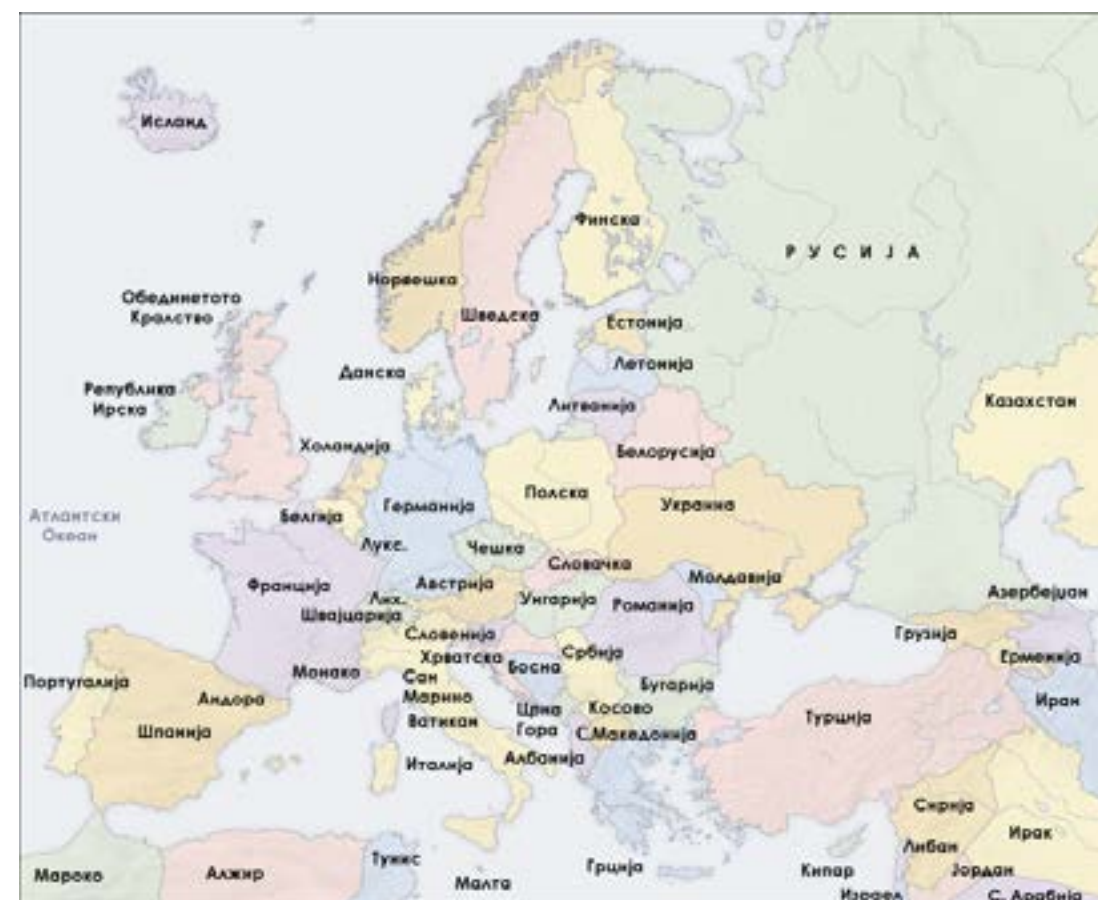 Исланд
Финска
РУСИЈА
Норвешка
Обединетото
Кралство
Шведска
Естонија
Данска
Летонија
Република
Ирска
Казахстан
Литванија
Холандија
Белорусија
Полска
Германија
Украина
Белгија
Атлантски
Океан
Лукс.
Чешка
Словачка
Молдавија
Франција
Австрија
Азербејџан
Лих.
Унгарија
Романија
Швајцарија
Словенија
Грузија
Хрватска
Србија
Ерменија
Босна
Монако
Сан
Марино
Португалија
Бугарија
Андора
Иран
Црна
Гора
Косово
Ватикан
Турција
Шпанија
С.Македонија
Албанија
Италија
Сирија
Ирак
Либан
Тунис
Грција
Кипар
Јордан
Мароко
Алжир
Малта
Израел
С. Арабија